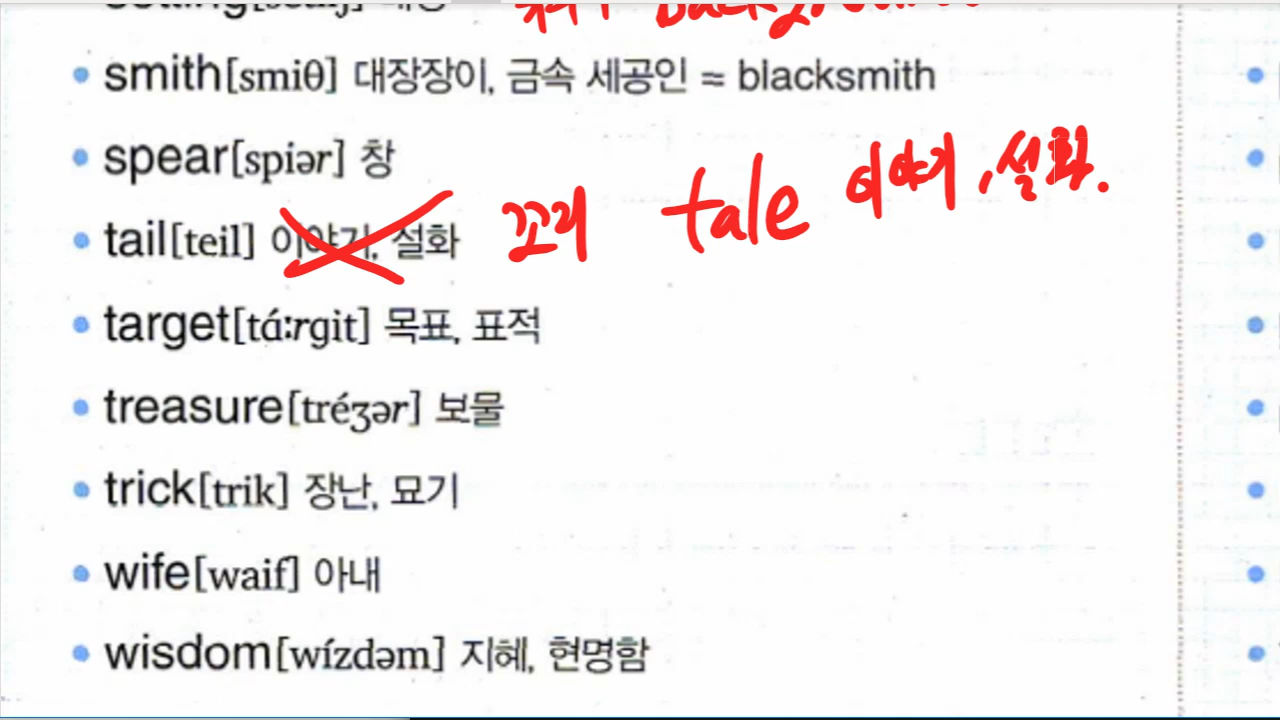 smith[smiθ] 대장장이, 금속 세공인 ≈ blacksmith
spear[spiər] 창
tail[teil] 이야기, 설화 꼬리 tale 이야기, 설화.
target[tá:rgit] 목표, 표적
treasure[tréʒər] 보물
trick[trik] 장난, 묘기
wife[waif] 아내
wisdom[wízdəm] 지혜, 현명함